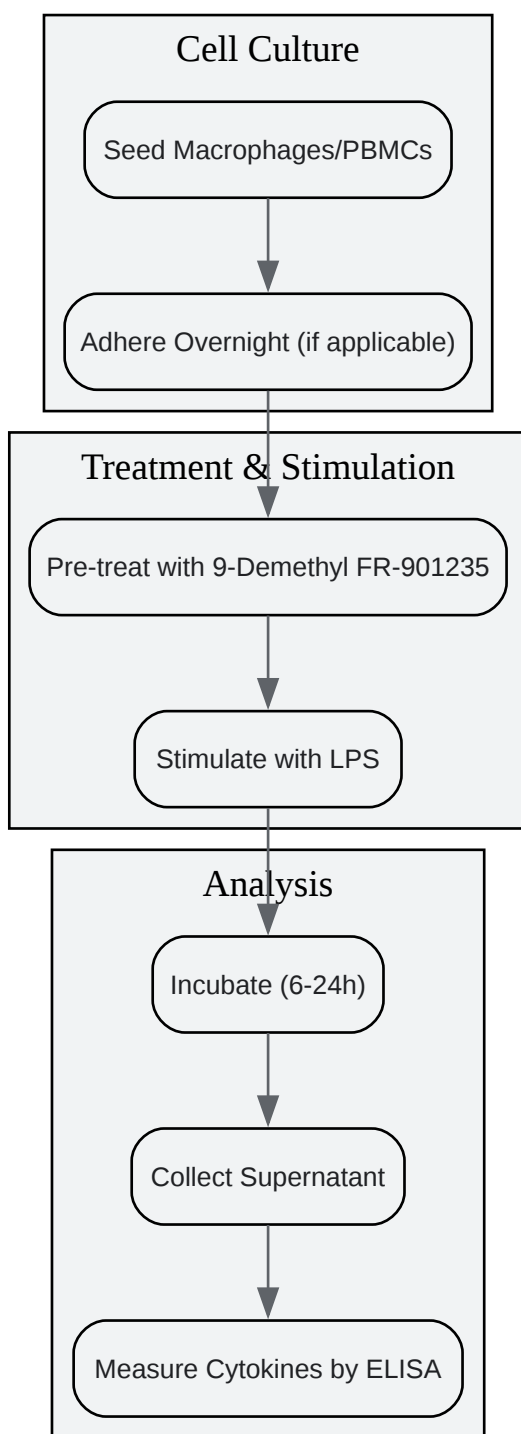 Cell Culture
Seed Macrophages/PBMCs
Adhere Overnight (if applicable)
Treatment & Stimulation
Pre-treat with 9-Demethyl FR-901235
Stimulate with LPS
Analysis
Incubate (6-24h)
Collect Supernatant
Measure Cytokines by ELISA